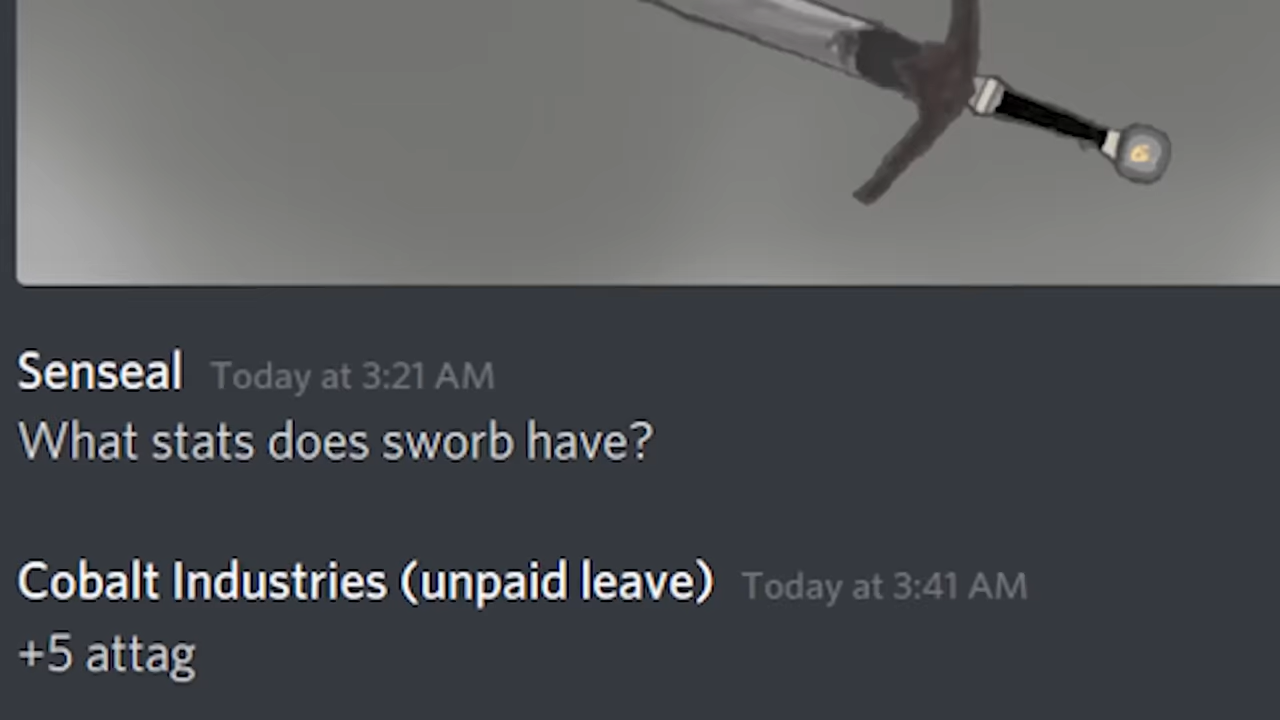 Senseal Today at 3:21 AM
What stats does sworb have?
Cobalt Industries (unpaid leave) Today at 3:41 AM
+5 attag